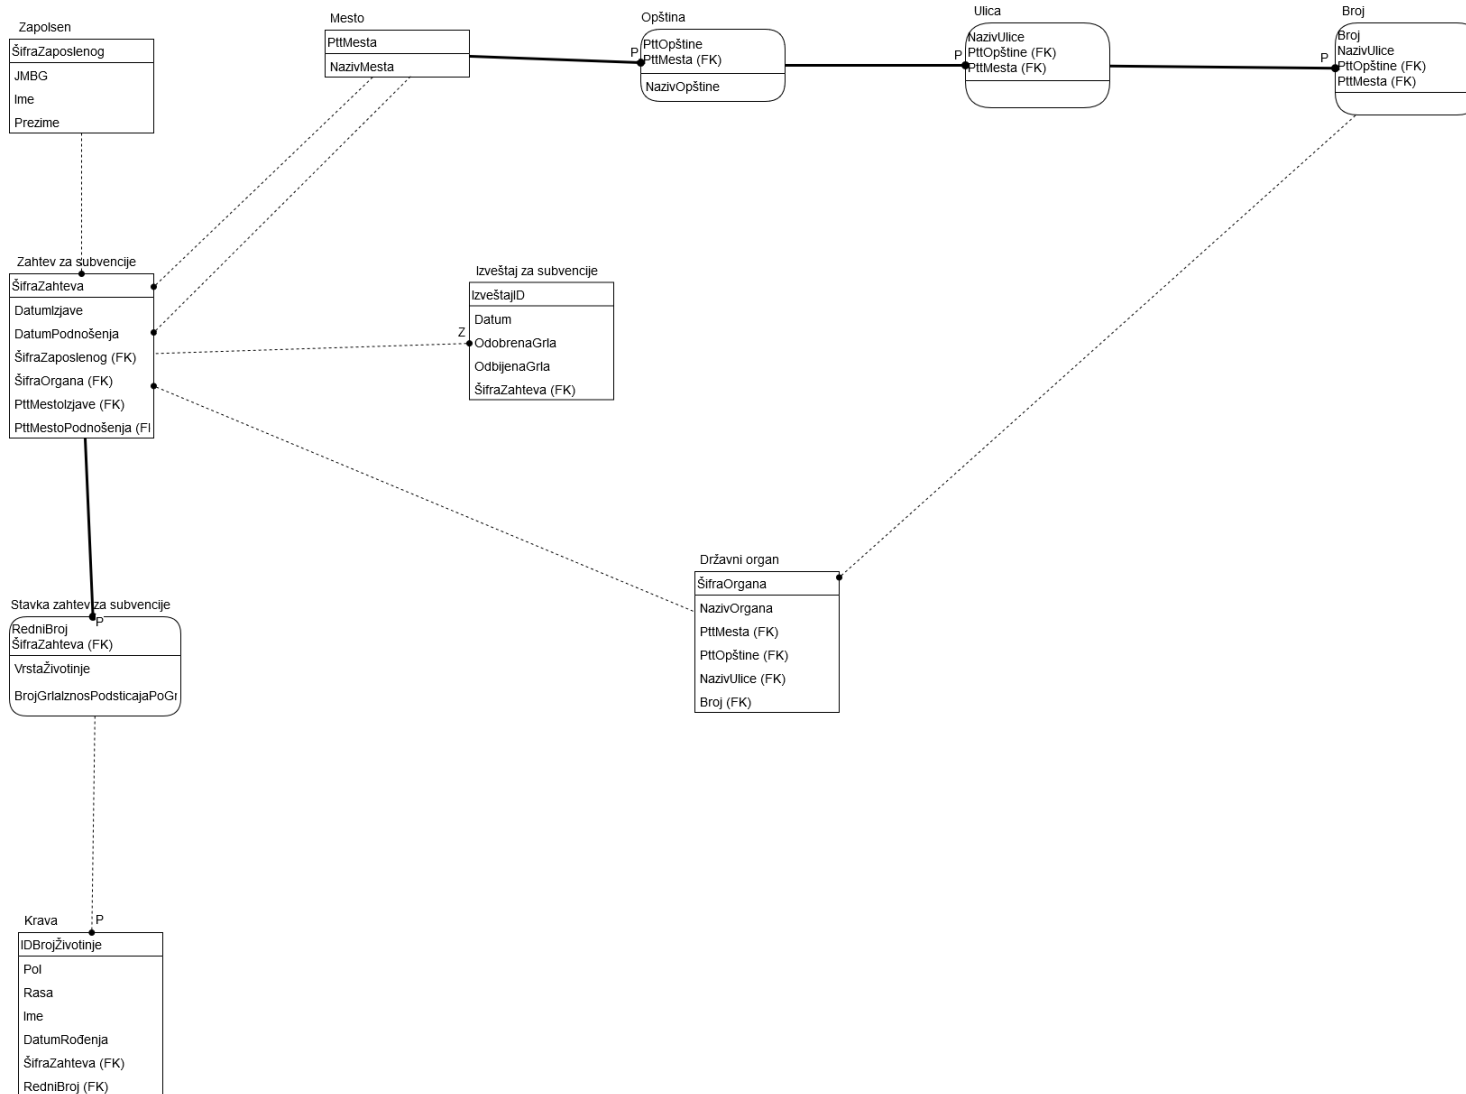 Zapolsen
ŠifraZaposlenog
JMBG
Ime
Prezime
Mesto
PttMesta
NazivMesta
Opština
P
PttOpštine
PttMesta (FK)
NazivOpštine
Ulica
P
NazivUlice
PttOpštine (FK)
PttMesta (FK)
Broj
P
Broj
NazivUlice
PttOpštine (FK)
PttMesta (FK)
Zahtev za subvencije
ŠifraZahteva
DatumIzjave
DatumPodnošenja
ŠifraZaposlenog (FK)
ŠifraOrgana (FK)
PttMestoIzjave (FK)
PttMestoPodnošenja (FI
Izveštaj za subvencije
Z
IzveštajID
Datum
OdobrenaGrla
OdbijenaGrla
ŠifraZahteva (FK)
Državni organ
ŠifraOrgana
NazivOrgana
PttMesta (FK)
PttOpštine (FK)
NazivUlice (FK)
Broj (FK)
Stavka zahtev za subvencije
P
RedniBroj
ŠifraZahteva (FK)
VrstaŽivotinje
BrojGrlaIznosPodsticajaPoGr
Krava
P
IDBrojŽivotinje
Pol
Rasa
Ime
DatumRođenja
ŠifraZahteva (FK)
RedniBroj (FK)